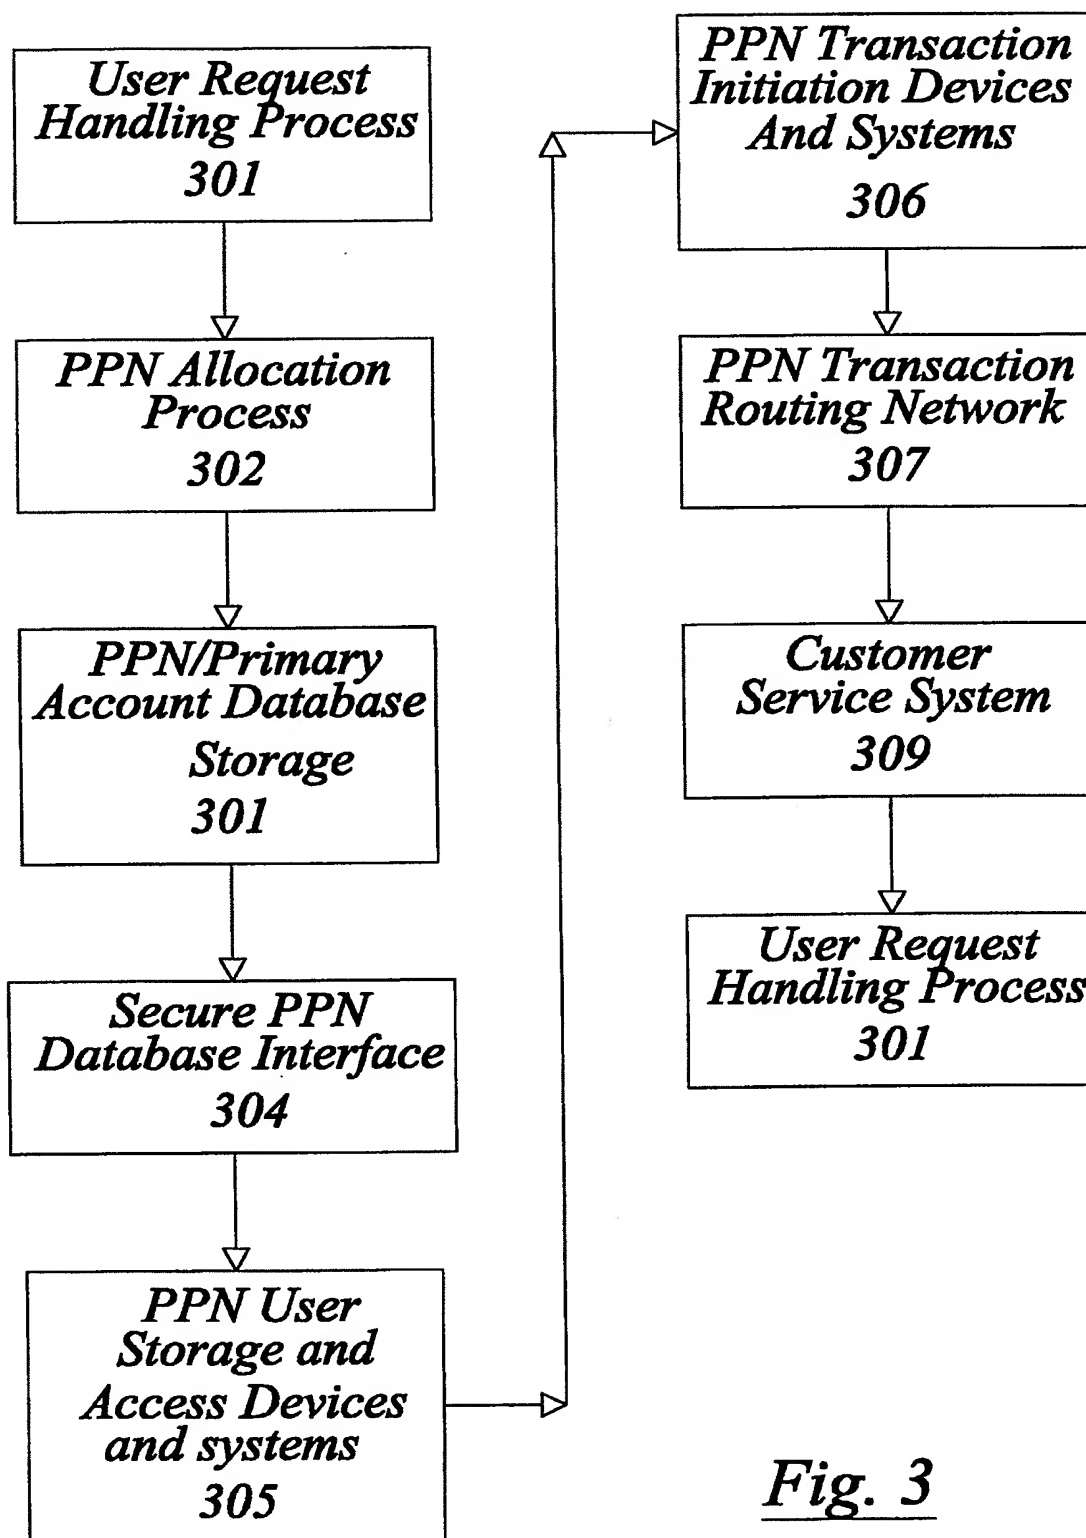 User Request
Handling Process
301
PPN Allocation
Process
302
PPN/Primary
Account Database
Storage
301
Secure PPN
Database Interface
304
PPN User
Storage and
Access Devices
and systems
305
PPN Transaction
Initiation Devices
And Systems
306
PPN Transaction
Routing Network
307
Customer
Service System
309
User Request
Handling Process
301
Fig. 3